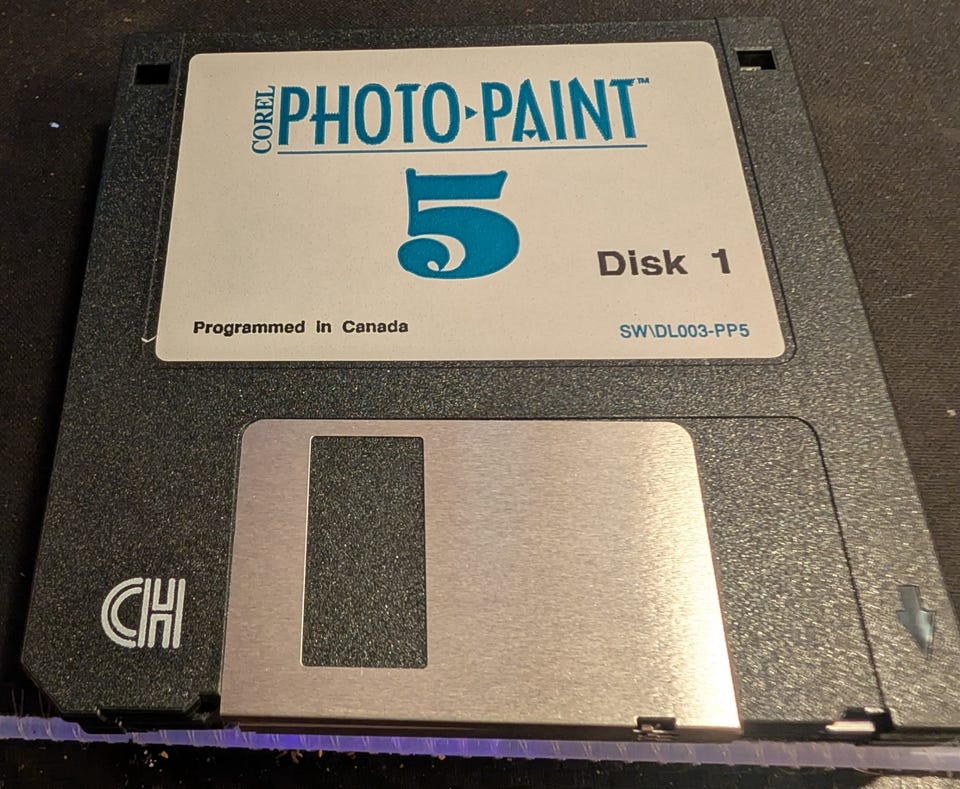 COREL PHOTO▸PAINT™
5
Disk 1
Programmed in Canada
SW\DL003-PP5
CH